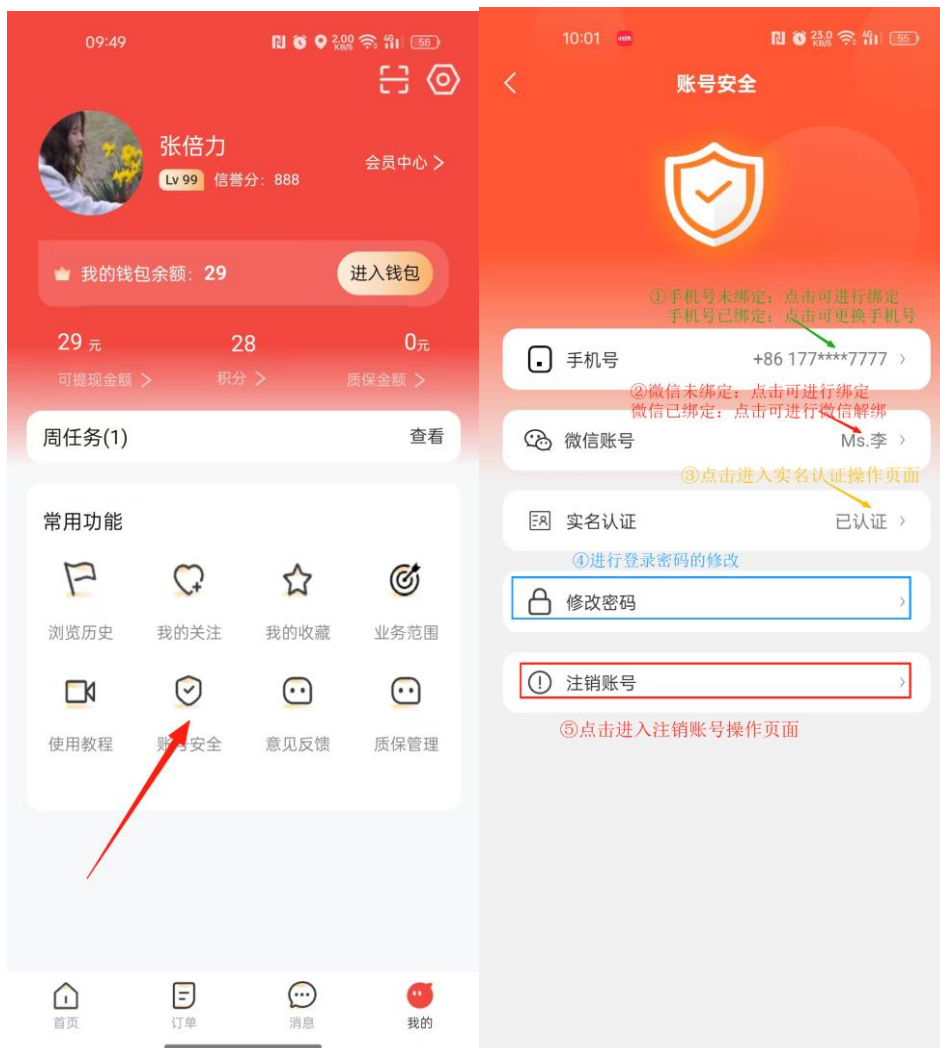 09:49
2.00 KB/S
4G
58
张倍力
Lv 99 信誉分：888
会员中心 >
我的钱包余额：29
进入钱包
29 元
28
0元
可提现金额 >
积分 >
质保金额 >
周任务(1)
查看
常用功能
浏览历史
我的关注
我的收藏
业务范围
使用教程
账号安全
意见反馈
质保管理
首页
订单
消息
我的
10:01
23.0 KB/S
4G
55
账号安全
①手机号未绑定：点击可进行绑定
手机号已绑定：点击可更换手机号
手机号
+86 177****7777 >
②微信未绑定：点击可进行绑定
微信已绑定：点击可进行微信解绑
微信账号
Ms.李 >
③点击进入实名认证操作页面
实名认证
已认证 >
④进行登录密码的修改
修改密码 >
注销账号 >
⑤点击进入注销账号操作页面